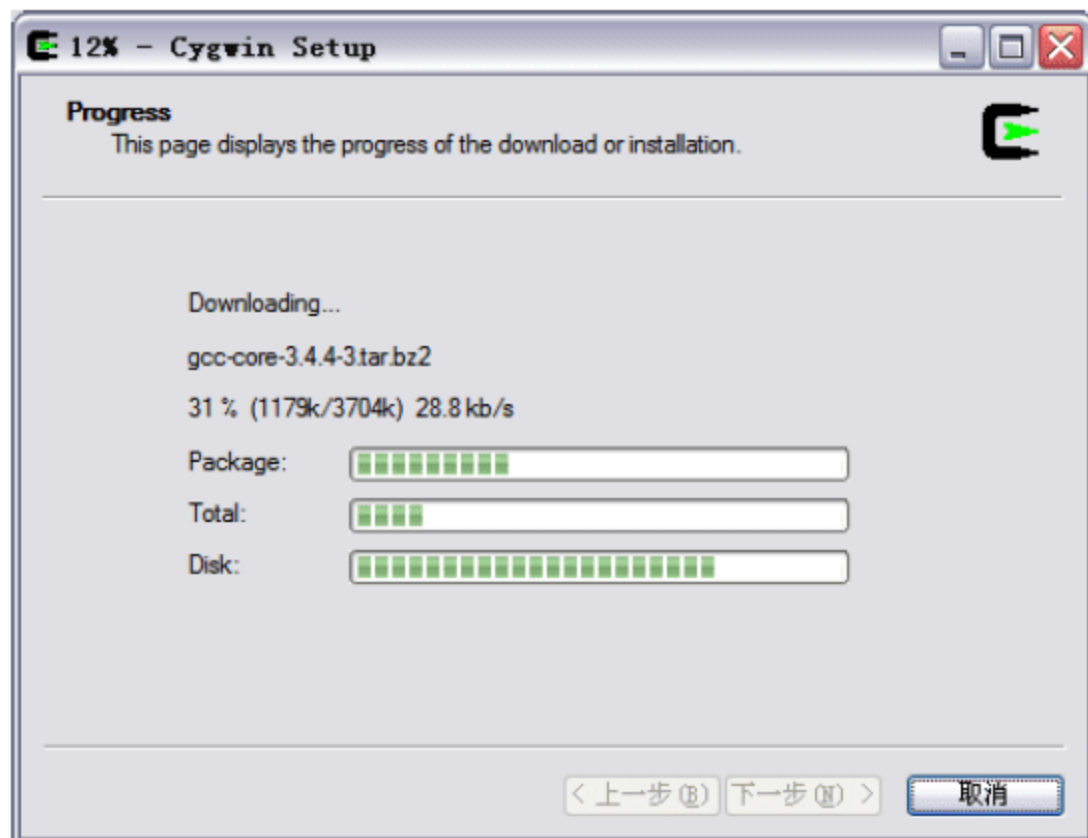 12% - Cygwin Setup
Progress
This page displays the progress of the download or installation.
Downloading...
gcc-core-3.4.4-3.tar.bz2
31 % (1179k/3704k) 28.8 kb/s
Package:
Total:
Disk:
< 上一步(B) 下一步(N) > 取消